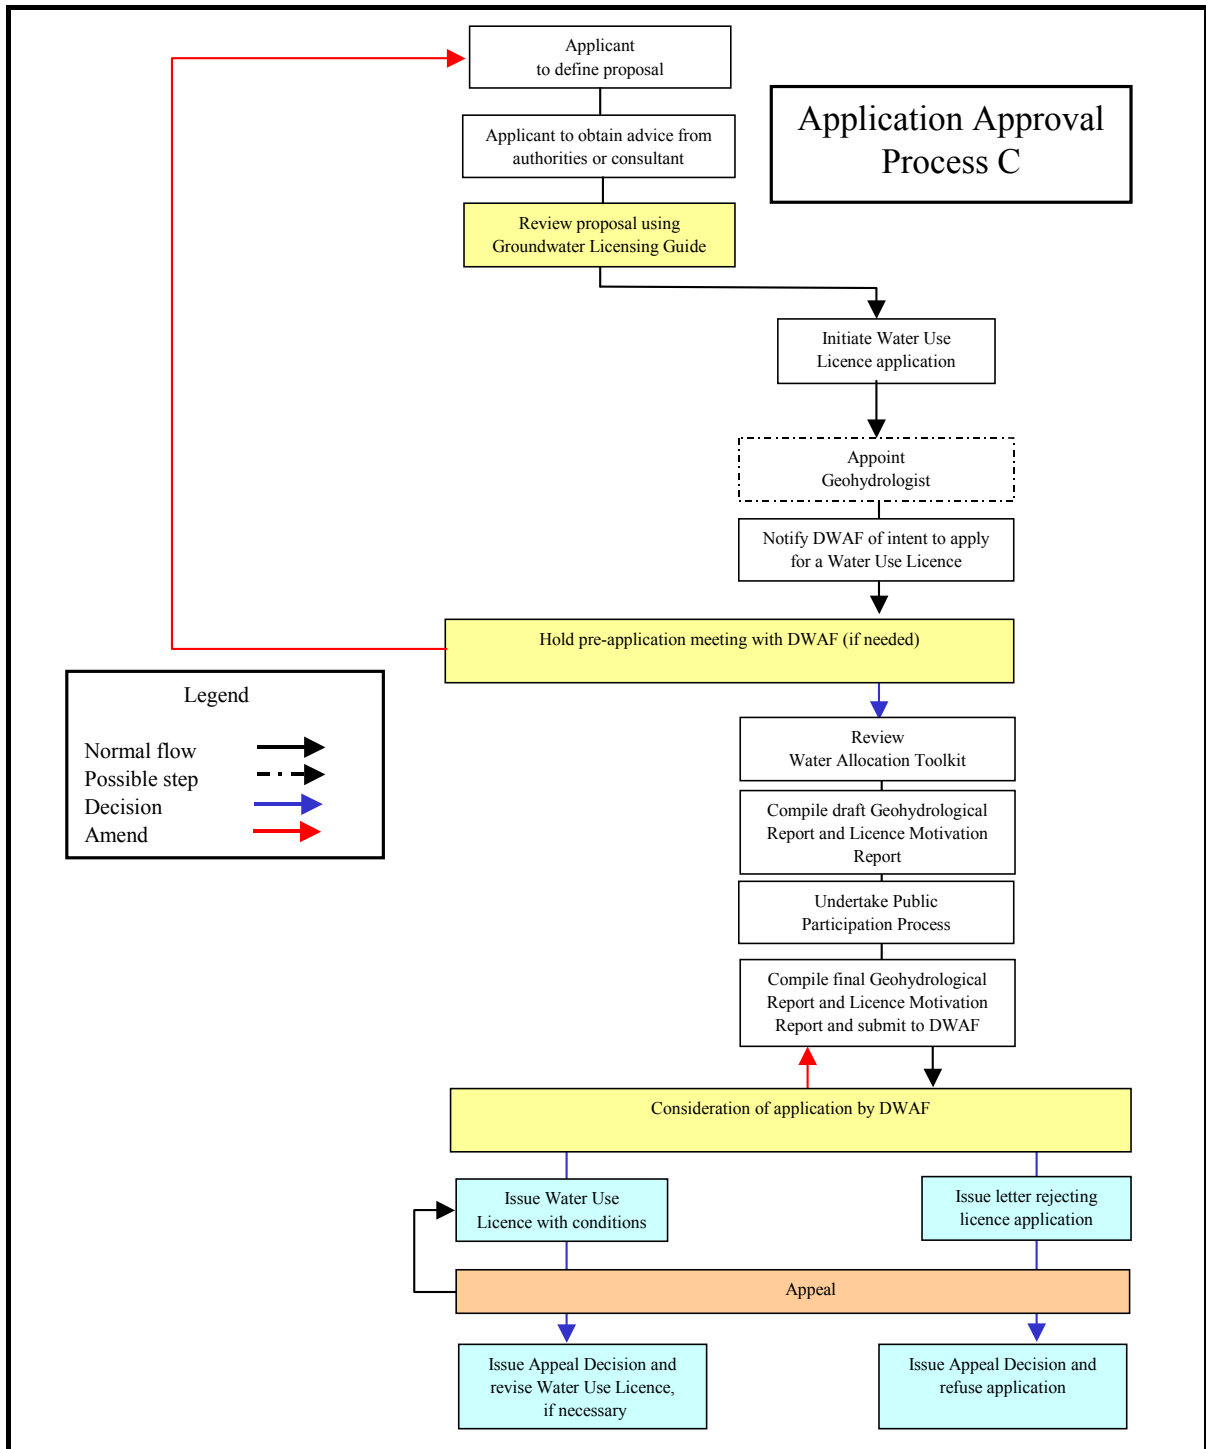 Applicant
to define proposal
Application Approval
Process C
Applicant to obtain advice from
authorities or consultant
Review proposal using
Groundwater Licensing Guide
Initiate Water Use
Licence application
Appoint
Geohydrologist
Notify DWAF of intent to apply
for a Water Use Licence
Hold pre-application meeting with DWAF (if needed)
Legend
Normal flow
Possible step
Decision
Amend
Review
Water Allocation Toolkit
Compile draft Geohydrological
Report and Licence Motivation
Report
Undertake Public
Participation Process
Compile final Geohydrological
Report and Licence Motivation
Report and submit to DWAF
Consideration of application by DWAF
Issue Water Use
Licence with conditions
Issue letter rejecting
licence application
Appeal
Issue Appeal Decision and
revise Water Use Licence,
if necessary
Issue Appeal Decision and
refuse application